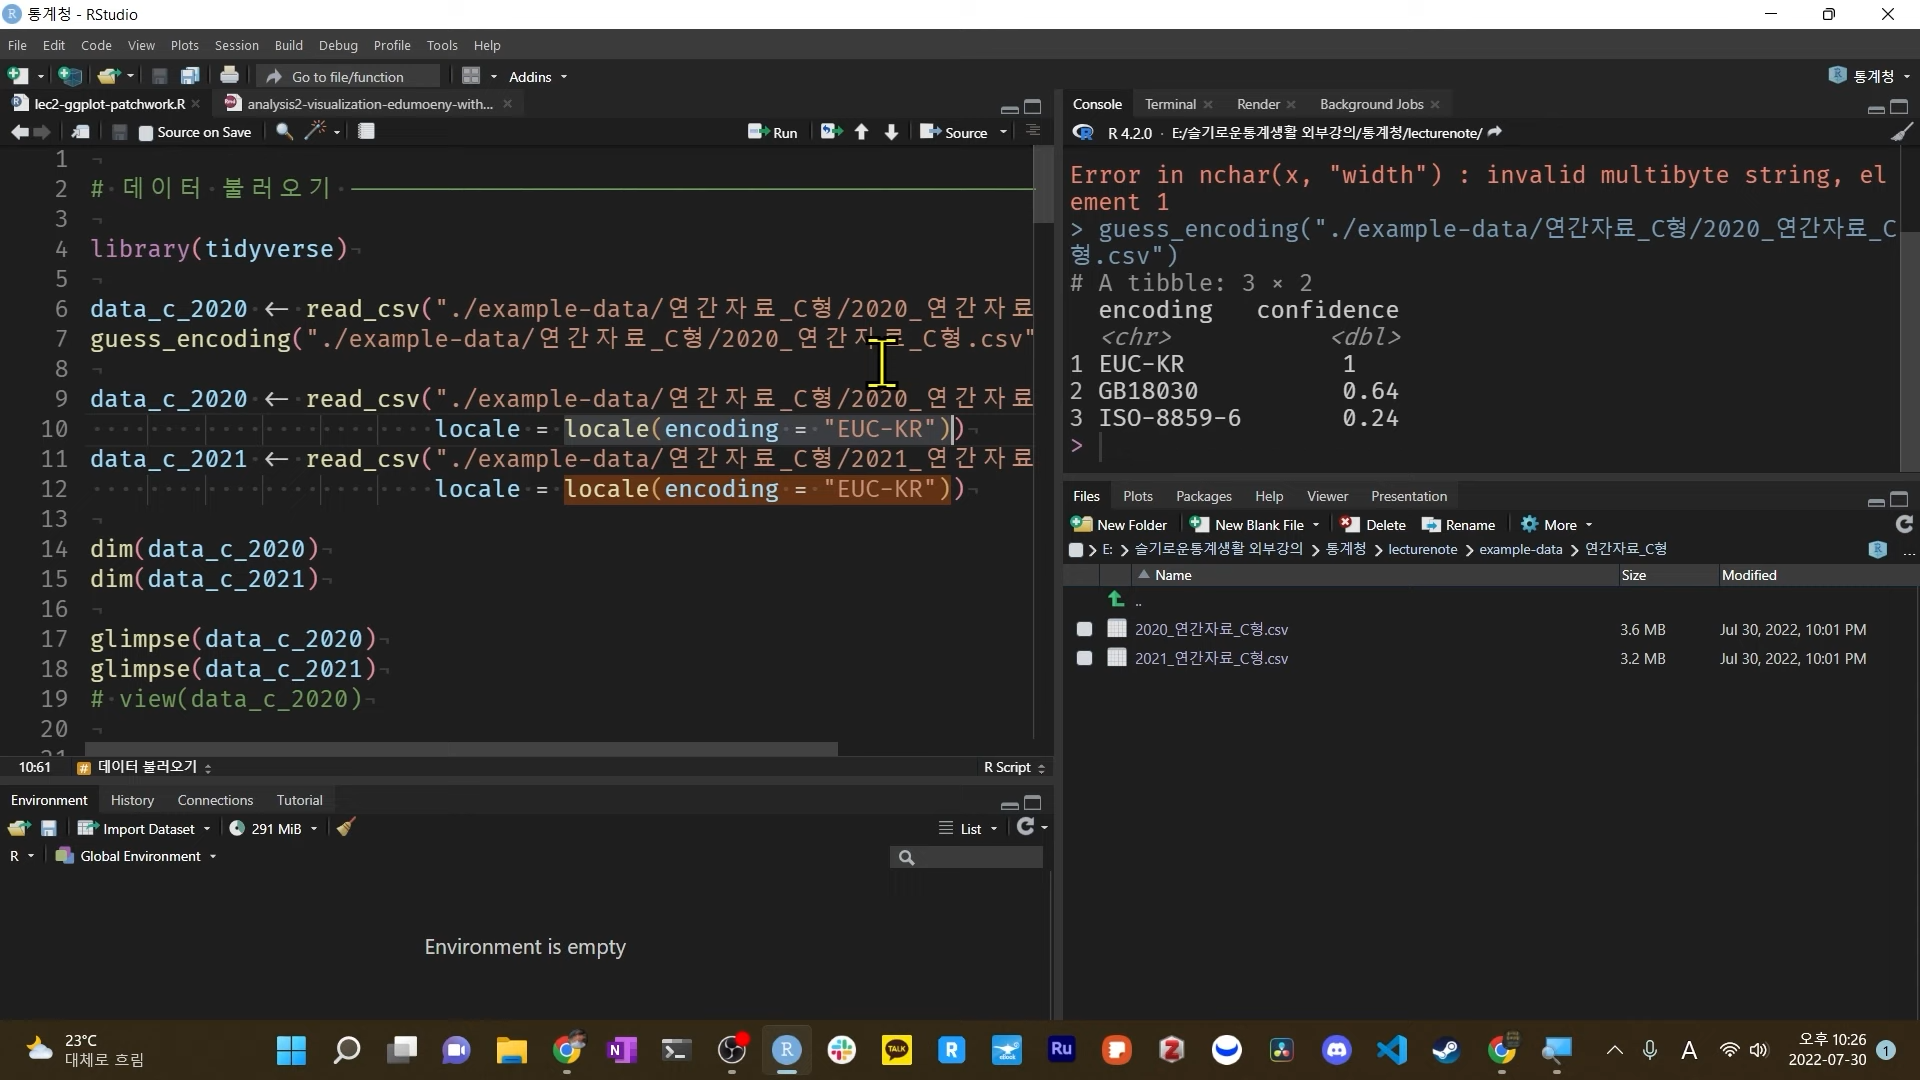 통계청 - RStudio
File Edit Code View Plots Session Build Debug Profile Tools Help
Go to file/function Addins 통계청
lec2-ggplot-patchwork.R analysis2-visualization-edumoeny-with...
Source on Save Run Source
1
2 # 데이터 불러오기
3
4 library(tidyverse)
5
6 data_c_2020 <- read_csv("./example-data/연간자료_C형/2020_연간자료
7 guess_encoding("./example-data/연간자료_C형/2020_연간자료_C형.csv"
8
9 data_c_2020 <- read_csv("./example-data/연간자료_C형/2020_연간자료
10 locale = locale(encoding = "EUC-KR"))
11 data_c_2021 <- read_csv("./example-data/연간자료_C형/2021_연간자료
12 locale = locale(encoding = "EUC-KR"))
13
14 dim(data_c_2020)
15 dim(data_c_2021)
16
17 glimpse(data_c_2020)
18 glimpse(data_c_2021)
19 # view(data_c_2020)
20
10:61 # 데이터 불러오기 R Script
Environment History Connections Tutorial
Import Dataset 291 MiB List
R Global Environment
Environment is empty
Console Terminal Render Background Jobs
R 4.2.0 · E:/슬기로운통계생활 외부강의/통계청/lecturenote/
Error in nchar(x, "width") : invalid multibyte string, el
ement 1
> guess_encoding("./example-data/연간자료_C형/2020_연간자료_C
형.csv")
# A tibble: 3 × 2
encoding confidence
<chr> <dbl>
1 EUC-KR 1
2 GB18030 0.64
3 ISO-8859-6 0.24
>
Files Plots Packages Help Viewer Presentation
New Folder New Blank File Delete Rename More
E: 슬기로운통계생활 외부강의 통계청 lecturenote example-data 연간자료_C형 ...
Name Size Modified
..
2020_연간자료_C형.csv 3.6 MB Jul 30, 2022, 10:01 PM
2021_연간자료_C형.csv 3.2 MB Jul 30, 2022, 10:01 PM
23°C
대체로 흐림
TALK
R
ebook
Ru
A
오후 10:26
2022-07-30
1